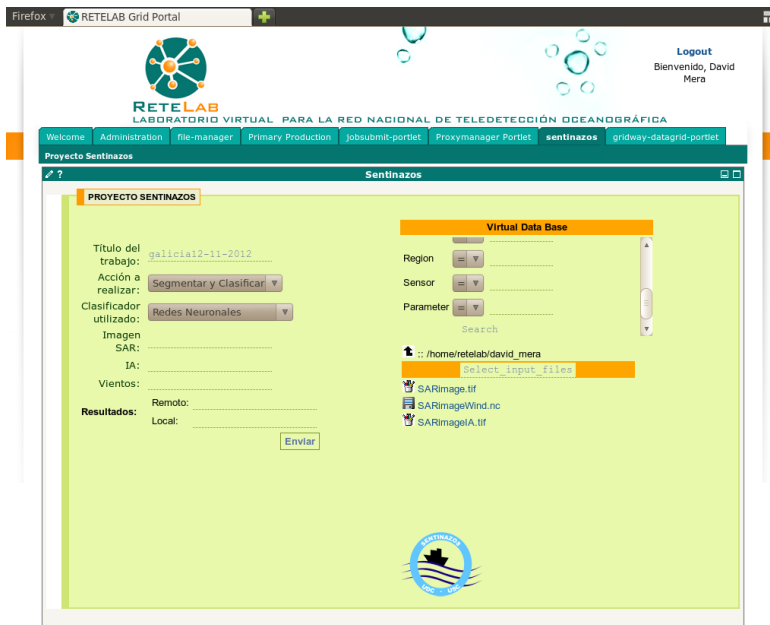 Firefox
RETELAB Grid Portal
Logout
Bienvenido, David
Mera
RETELAB
LABORATORIO VIRTUAL PARA LA RED NACIONAL DE TELEDETECCIÓN OCEANOGRÁFICA
Welcome Administration file-manager Primary Production jobsubmit-portlet Proxymanager Portlet sentinazos gridway-datagrid-portlet
Proyecto Sentinazos
? Sentinazos
PROYECTO SENTINAZOS
Título del
trabajo: galicia12-11-2012
Acción a
realizar: Segmentar y Clasificar
Clasificador
utilizado: Redes Neuronales
Imagen
SAR:
IA:
Vientos:
Resultados:
Remoto:
Local:
Enviar
Virtual Data Base
Region =
Sensor =
Parameter =
Search
:: /home/retelab/david_mera
Select_input_files
SARimage.tif
SARimageWind.nc
SARimageIA.tif
SENTINAZOS
UDC - USC